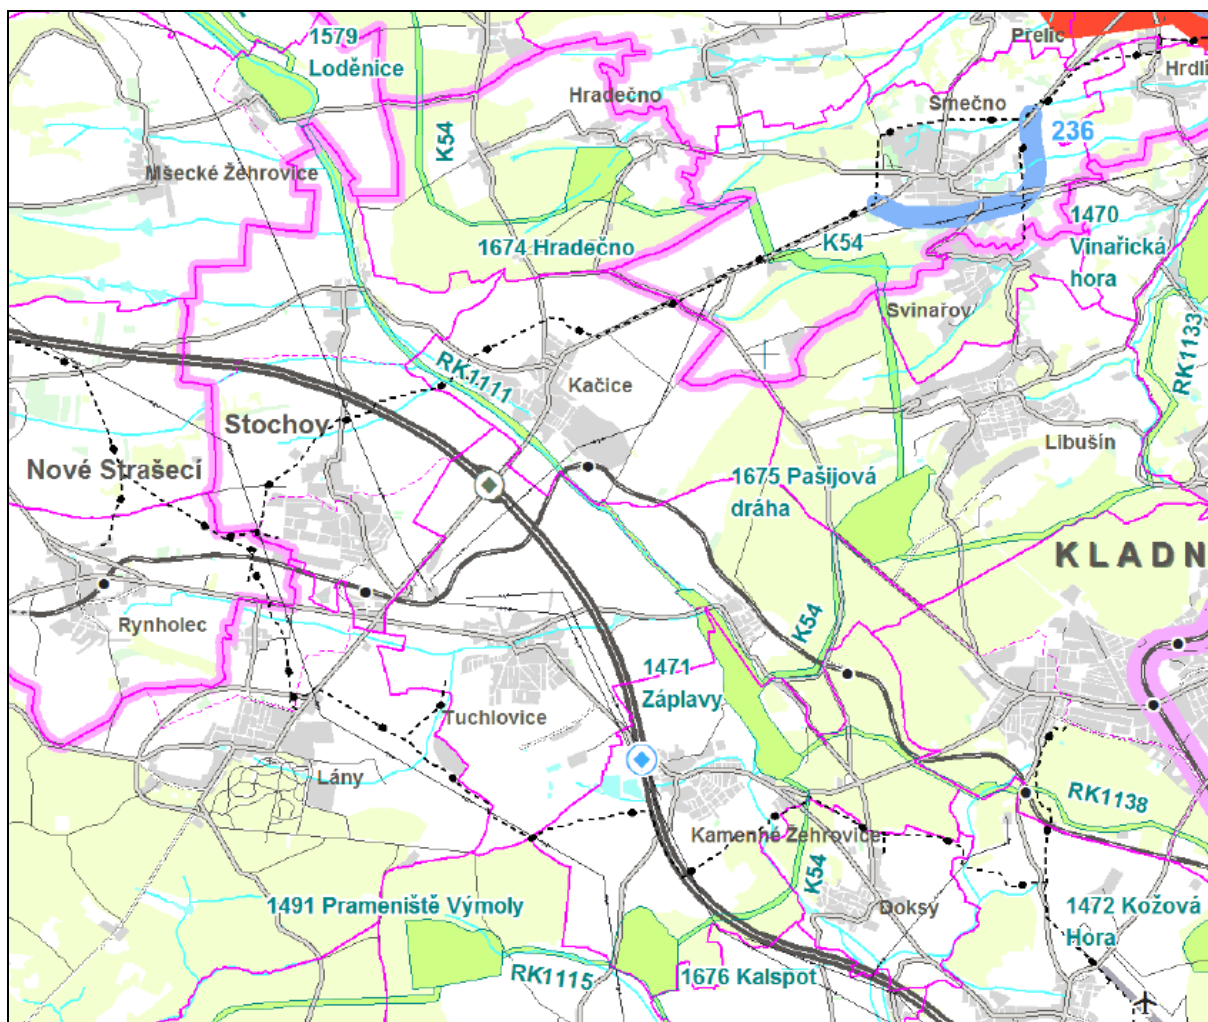 1579
Loděnice
Přelíc
Hrdlí
Hradečno
Smečno
236
K54
Mšecké Žehrovice
1470
Vinařická
hora
1674 Hradečno
K54
Svinařov
RK1133
RK1111
Kačice
Stochov
Libušín
Nové Strašecí
1675 Pašijová
dráha
KLADN
Rynholec
K54
1471
Záplavy
Tuchlovice
Lány
RK1138
Kamenné Žehrovice
K54
1491 Prameniště Výmoly
Doksy
1472 Kožová
Hora
RK1115
1676 Kalspot